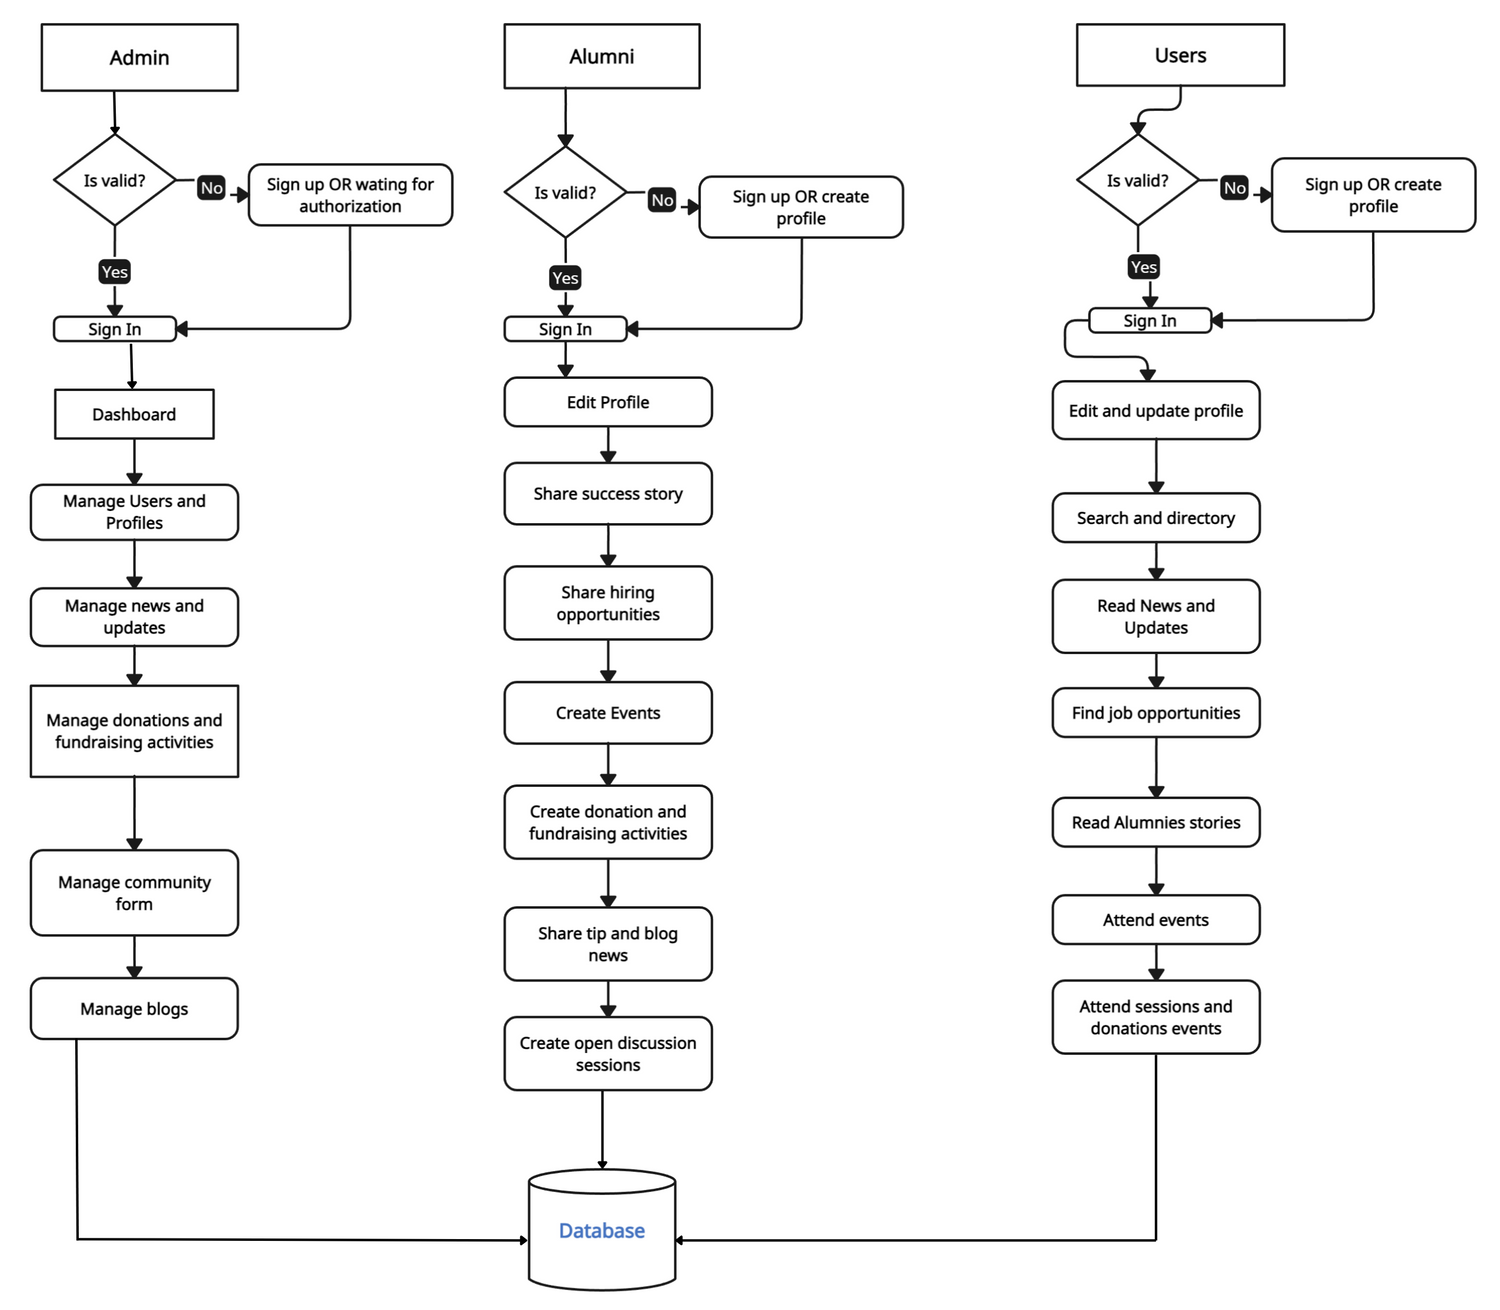 Admin
Is valid?
No
Sign up OR wating for
authorization
Yes
Sign In
Dashboard
Manage Users and
Profiles
Manage news and
updates
Manage donations and
fundraising activities
Manage community
form
Manage blogs
Alumni
Is valid?
No
Sign up OR create
profile
Yes
Sign In
Edit Profile
Share success story
Share hiring
opportunities
Create Events
Create donation and
fundraising activities
Share tip and blog
news
Create open discussion
sessions
Database
Users
Is valid?
No
Sign up OR create
profile
Yes
Sign In
Edit and update profile
Search and directory
Read News and
Updates
Find job opportunities
Read Alumnies stories
Attend events
Attend sessions and
donations events